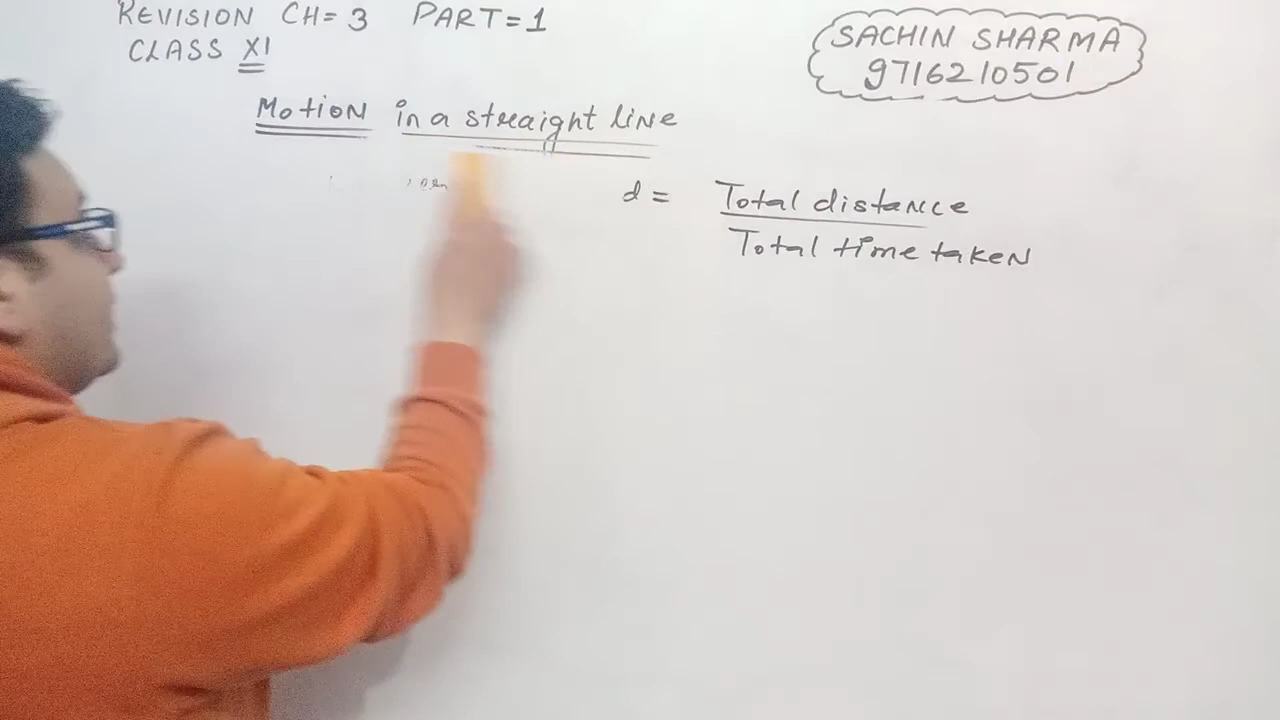 REVISION CH=3 PART=1
CLASS XI
SACHIN SHARMA
9716210501
Motion in a straight line
d = Total distance
Total time taken